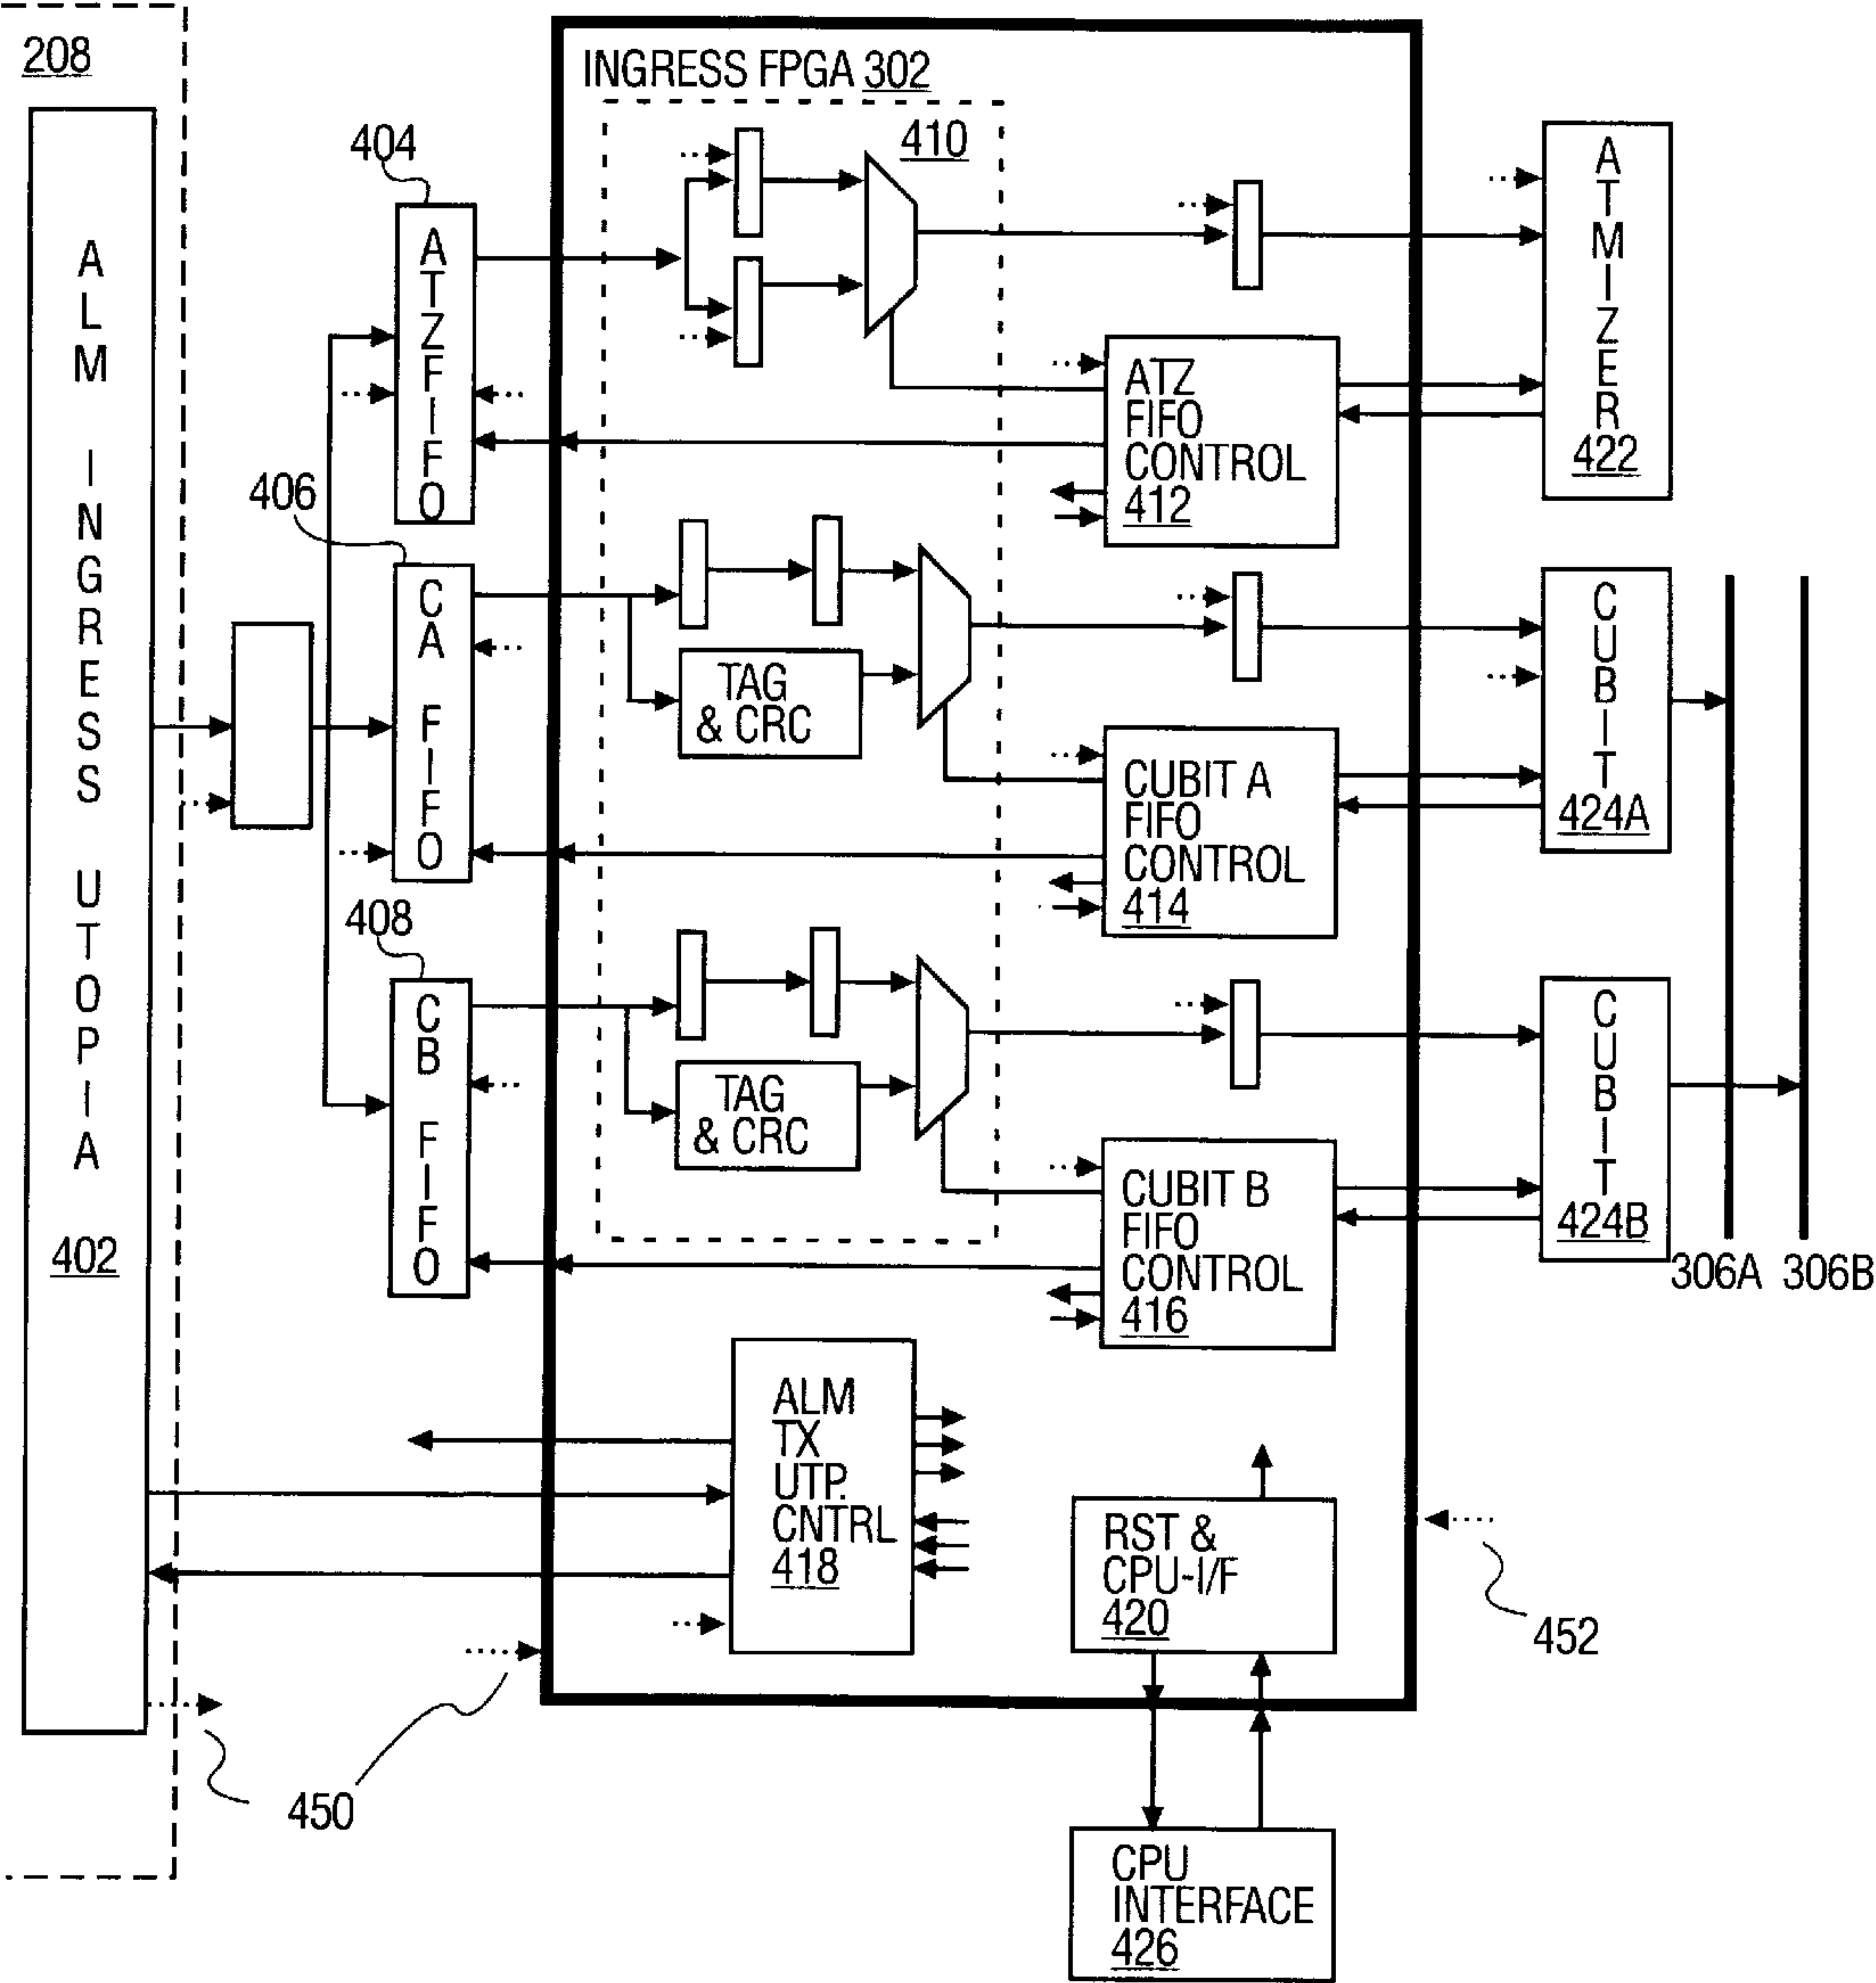 208
ALM INGRESS UTOPIA
402
404
ATZFIFO
406
CA FIFO
408
CB FIFO
INGRESS FPGA 302
410
ATZ
FIFO
CONTROL
412
TAG
& CRC
CUBIT A
FIFO
CONTROL
414
TAG
& CRC
CUBIT B
FIFO
CONTROL
416
ALM
TX
UTP.
CNTRL
418
RST &
CPU-I/F
420
ATMIZER
422
CUBIT
424A
CUBIT
424B
306A
306B
450
452
CPU
INTERFACE
426